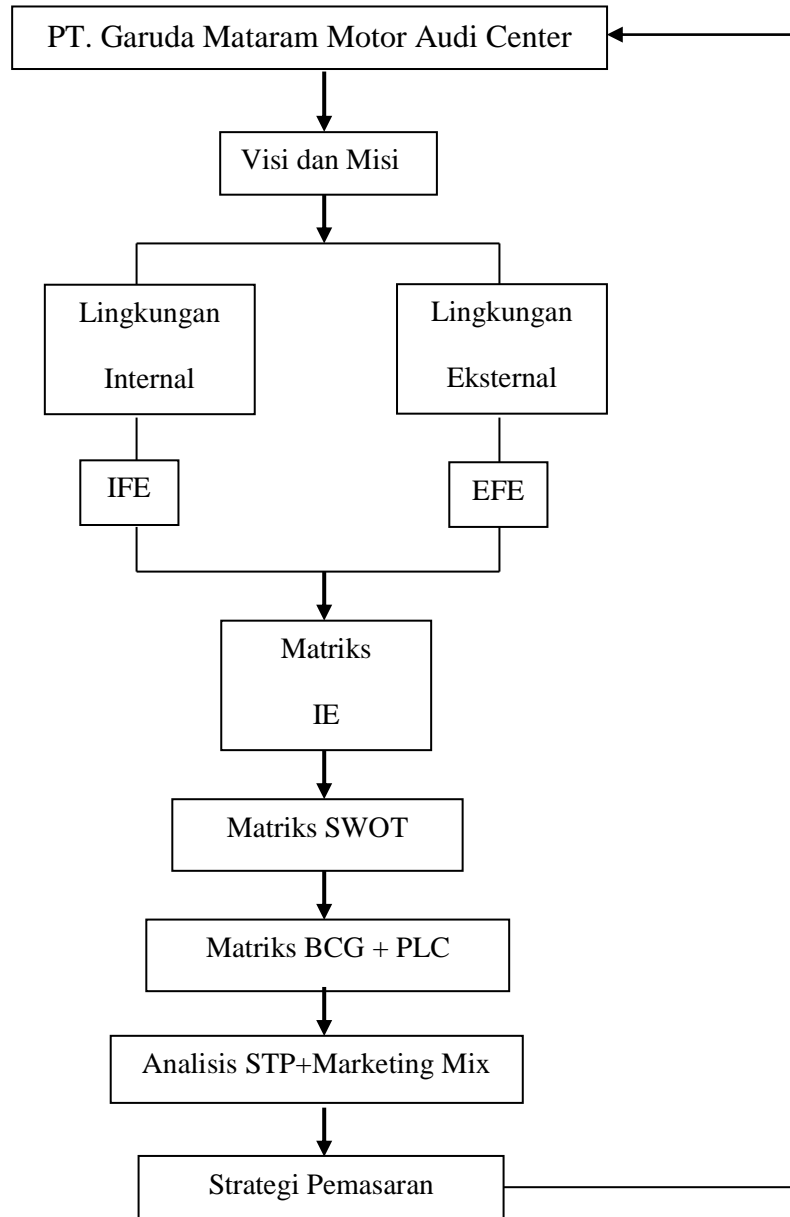 PT. Garuda Mataram Motor Audi Center
Visi dan Misi
Lingkungan
Internal
Lingkungan
Eksternal
IFE
EFE
Matriks
IE
Matriks SWOT
Matriks BCG + PLC
Analisis STP+Marketing Mix
Strategi Pemasaran